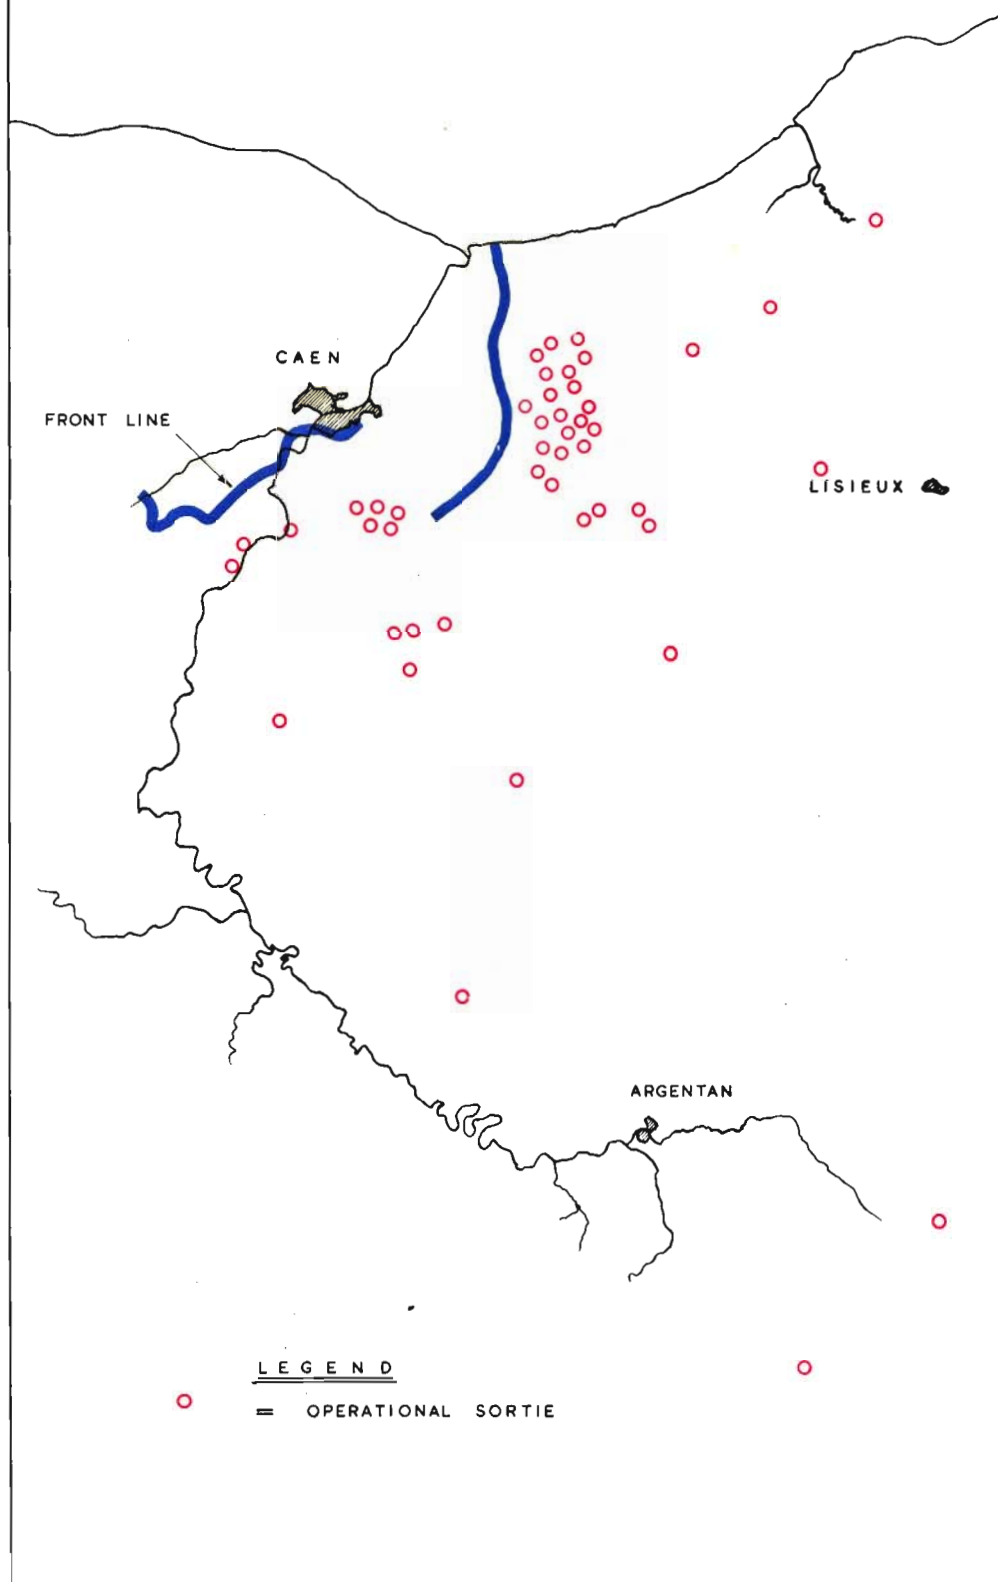 CAEN
FRONT LINE
LISIEUX
ARGENTAN
LEGEND
= OPERATIONAL SORTIE